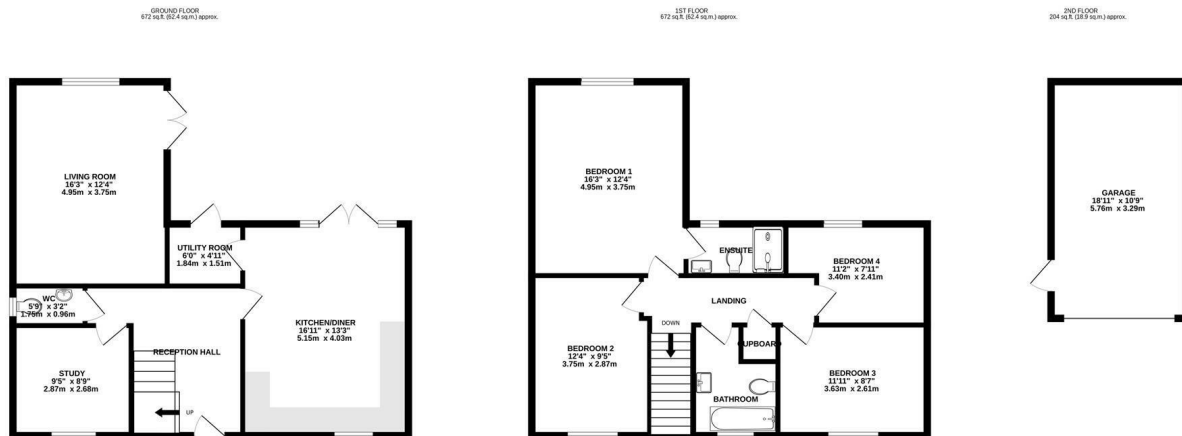 GROUND FLOOR
672 sq.ft. (62.4 sq.m.) approx.
1ST FLOOR
672 sq.ft. (62.4 sq.m.) approx.
2ND FLOOR
204 sq.ft. (18.9 sq.m.) approx.
LIVING ROOM
16'3" x 12'4"
4.95m x 3.75m
UTILITY ROOM
6'0" x 4'11"
1.84m x 1.51m
WC
5'9" x 3'2"
1.75m x 0.96m
KITCHEN/DINER
16'11" x 13'3"
5.15m x 4.03m
RECEPTION HALL
STUDY
9'5" x 8'9"
2.87m x 2.68m
UP
BEDROOM 1
16'3" x 12'4"
4.95m x 3.75m
ENSUITE
BEDROOM 4
11'2" x 7'11"
3.40m x 2.41m
LANDING
DOWN
CUPBOARD
BEDROOM 2
12'4" x 9'5"
3.75m x 2.87m
BATHROOM
BEDROOM 3
11'11" x 8'7"
3.63m x 2.61m
GARAGE
18'11" x 10'9"
5.76m x 3.29m